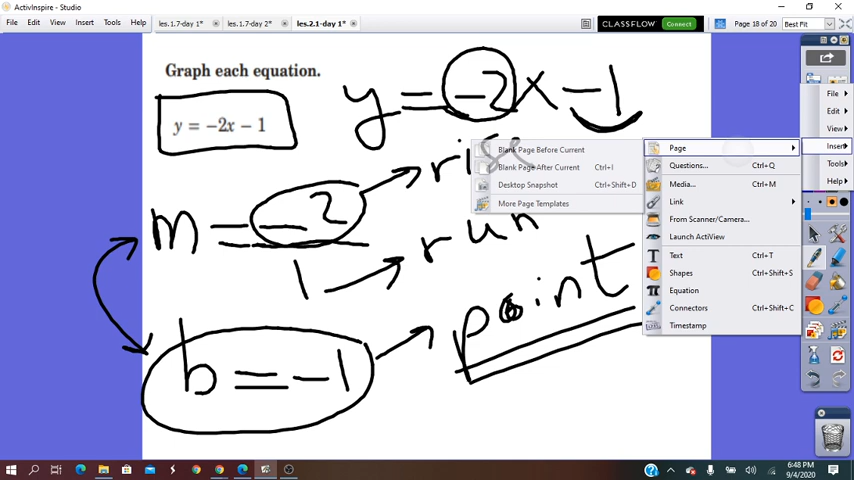 ActivInspire - Studio
File Edit View Insert Tools Help
les.1.7-day 1* les.1.7-day 2* les.2.1-day 1*
CLASSFLOW Connect
Page 18 of 20 Best Fit
Graph each equation.
y = −2x − 1
y = -2x -1
m = -2 → rise
1 → run
b = -1 → point
Blank Page Before Current
Blank Page After Current Ctrl+I
Desktop Snapshot Ctrl+Shift+D
More Page Templates
Page
Questions... Ctrl+Q
Media... Ctrl+M
Link
From Scanner/Camera...
Launch ActiView
Text Ctrl+T
Shapes Ctrl+Shift+S
Equation
Connectors Ctrl+Shift+C
Timestamp
File
Edit
View
Insert
Tools
Help
6:48 PM
9/4/2020